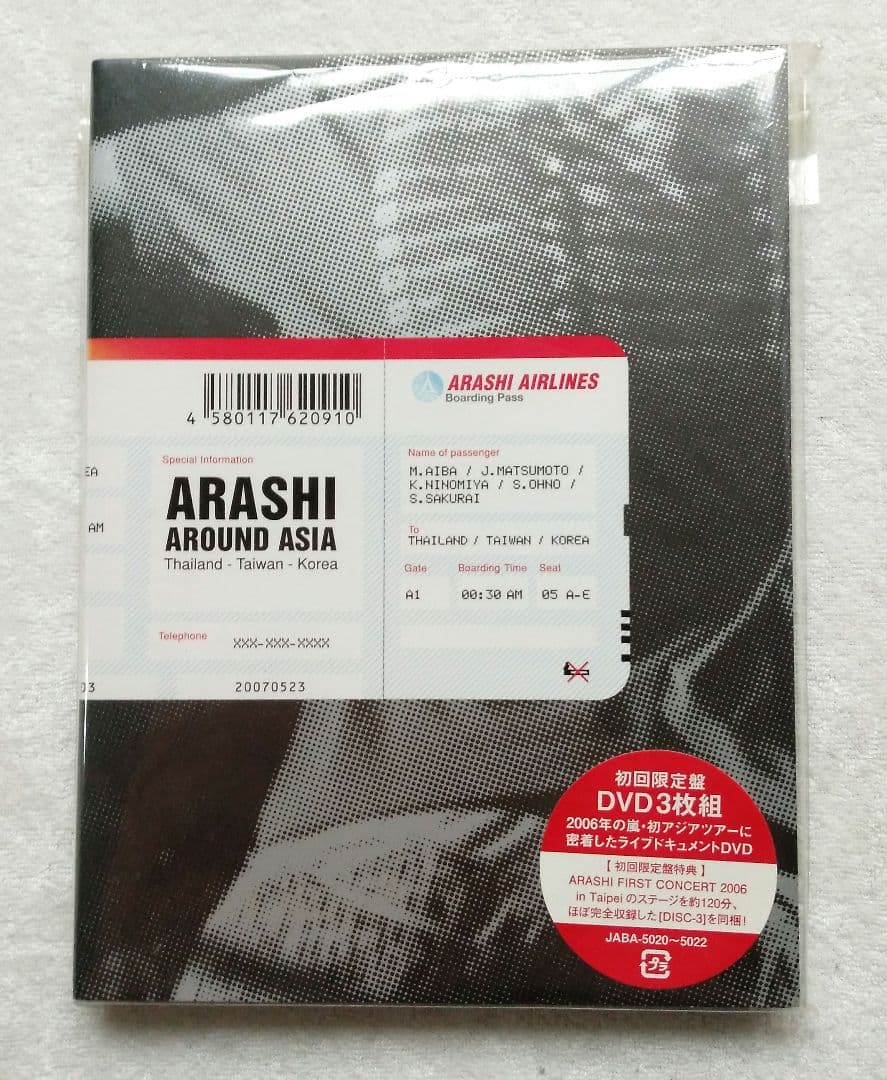 4 580117 620910
ARASHI AIRLINES
Boarding Pass
EA
AM
03
Special Information
ARASHI
AROUND ASIA
Thailand - Taiwan - Korea
Telephone
XXX-XXX-XXXX
20070523
Name of passenger
M.AIBA / J.MATSUMOTO /
K.NINOMIYA / S.OHNO /
S.SAKURAI
To
THAILAND / TAIWAN / KOREA
Gate Boarding Time Seat
A1 00:30 AM 05 A-E
初回限定盤
DVD3枚組
2006年の嵐・初アジアツアーに
密着したライブドキュメントDVD
【 初回限定盤特典 】
ARASHI FIRST CONCERT 2006
in Taipei のステージを約120分、
ほぼ完全収録した[DISC-3]を同梱!
JABA-5020〜5022
プラ